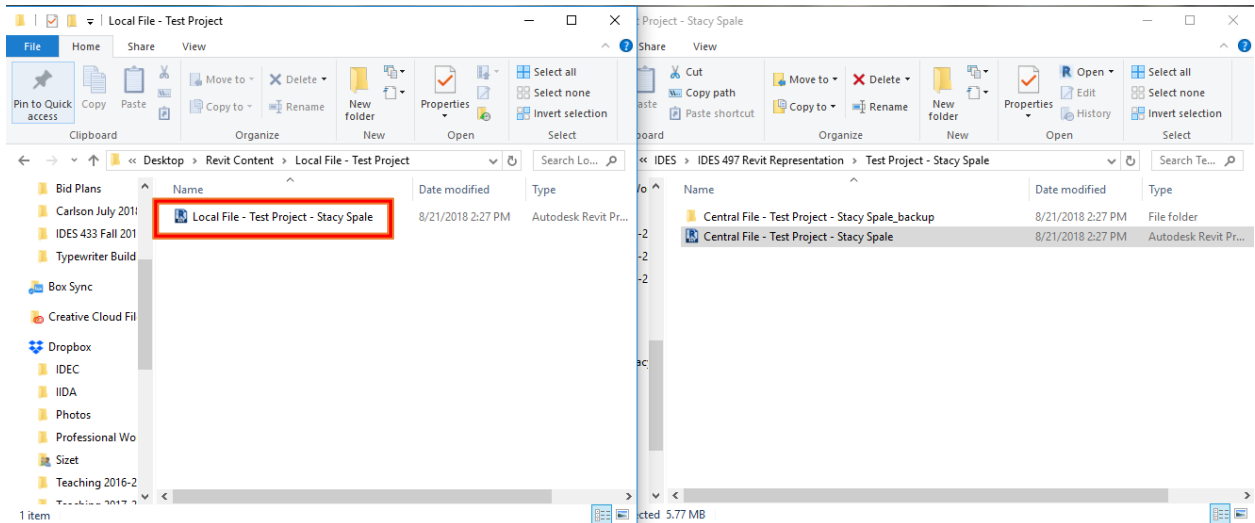 Local File - Test Project
File Home Share View
Pin to Quick access
Copy
Paste
Clipboard
Move to
Copy to
Delete
Rename
Organize
New folder
New
Properties
Open
Select all
Select none
Invert selection
Select
« Desktop > Revit Content > Local File - Test Project
Search Lo...
Bid Plans
Carlson July 201
IDES 433 Fall 201
Typewriter Build
Box Sync
Creative Cloud Fil
Dropbox
IDEC
IIDA
Photos
Professional Wo
Sizet
Teaching 2016-2
Name Date modified Type
Local File - Test Project - Stacy Spale 8/21/2018 2:27 PM Autodesk Revit Pr...
1 item
Project - Stacy Spale
Share View
aste
Cut
Copy path
Paste shortcut
board
Move to
Copy to
Delete
Rename
Organize
New folder
New
Properties
Open
Edit
History
Open
Select all
Select none
Invert selection
Select
« IDES > IDES 497 Revit Representation > Test Project - Stacy Spale
Search Te...
Name Date modified Type
Central File - Test Project - Stacy Spale_backup 8/21/2018 2:27 PM File folder
Central File - Test Project - Stacy Spale 8/21/2018 2:27 PM Autodesk Revit Pr...
-2
-2
-2
cted 5.77 MB